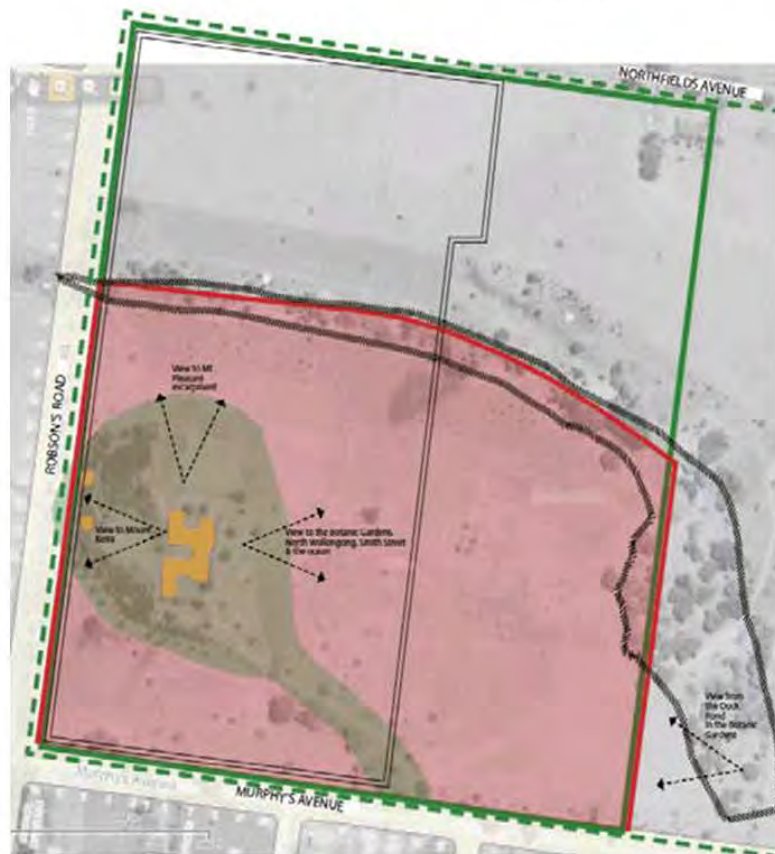 NORTHFIELDS AVENUE
View to Mt
Pleasant
escarpment
ROBSON'S ROAD
View to Mount
Keira
View to the Botanic Gardens,
North Wollongong, Smith Street
& the ocean
View from
the Duck
Pond
in the Botanic
Gardens
Murphy's Avenue
MURPHY'S AVENUE